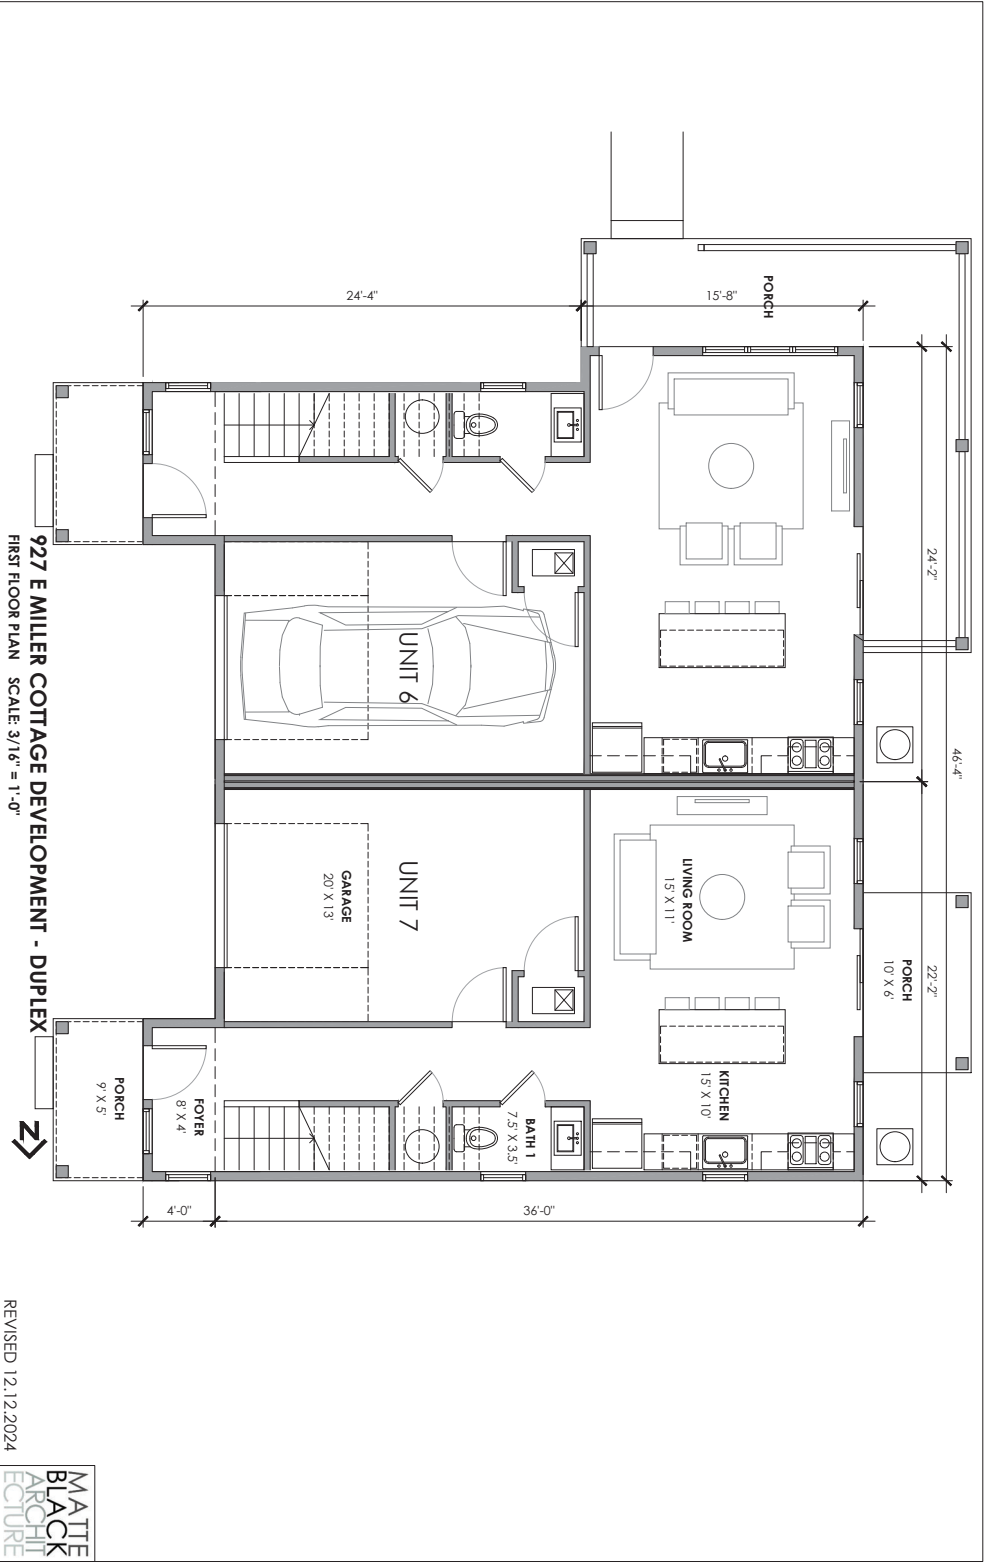 46'-4"
24'-2"
22'-2"
PORCH
15'-8"
24'-4"
PORCH
10' X 6'
LIVING ROOM
15' X 11'
KITCHEN
15' X 10'
36'-0"
4'-0"
BATH 1
7.5' X 3.5'
UNIT 6
UNIT 7
GARAGE
20' X 13'
FOYER
8' X 4'
PORCH
9' X 5'
927 E MILLER COTTAGE DEVELOPMENT - DUPLEX
FIRST FLOOR PLAN SCALE: 3/16" = 1'-0"
N
REVISED 12.12.2024
MATTE
BLACK
ARCHIT
ECTURE